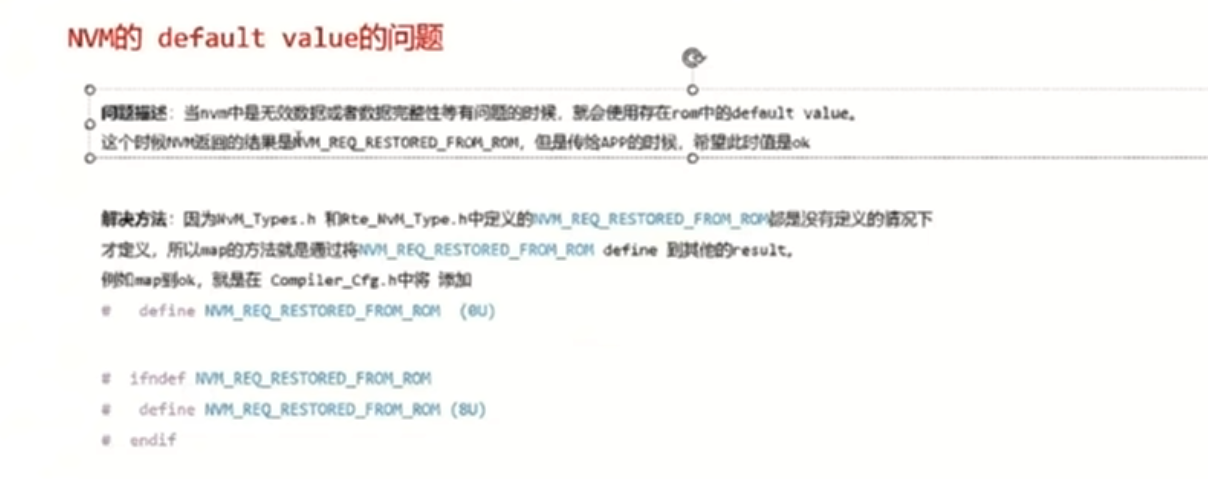 NVM的 default value的问题
问题描述：当nvm中是无效数据或者数据完整性等有问题的时候，就会使用存在rom中的default value。
这个时候NVM返回的结果是NVM_REQ_RESTORED_FROM_ROM，但是传给APP的时候，希望此时值是ok
解决方法：因为NvM_Types.h 和Rte_NvM_Type.h中定义的NVM_REQ_RESTORED_FROM_ROM都是没有定义的情况下
才定义，所以map的方法就是通过将NVM_REQ_RESTORED_FROM_ROM define 到其他的result。
例如map到ok，就是在 Compiler_Cfg.h中将 添加
# define NVM_REQ_RESTORED_FROM_ROM (0U)
# ifndef NVM_REQ_RESTORED_FROM_ROM
# define NVM_REQ_RESTORED_FROM_ROM (8U)
# endif